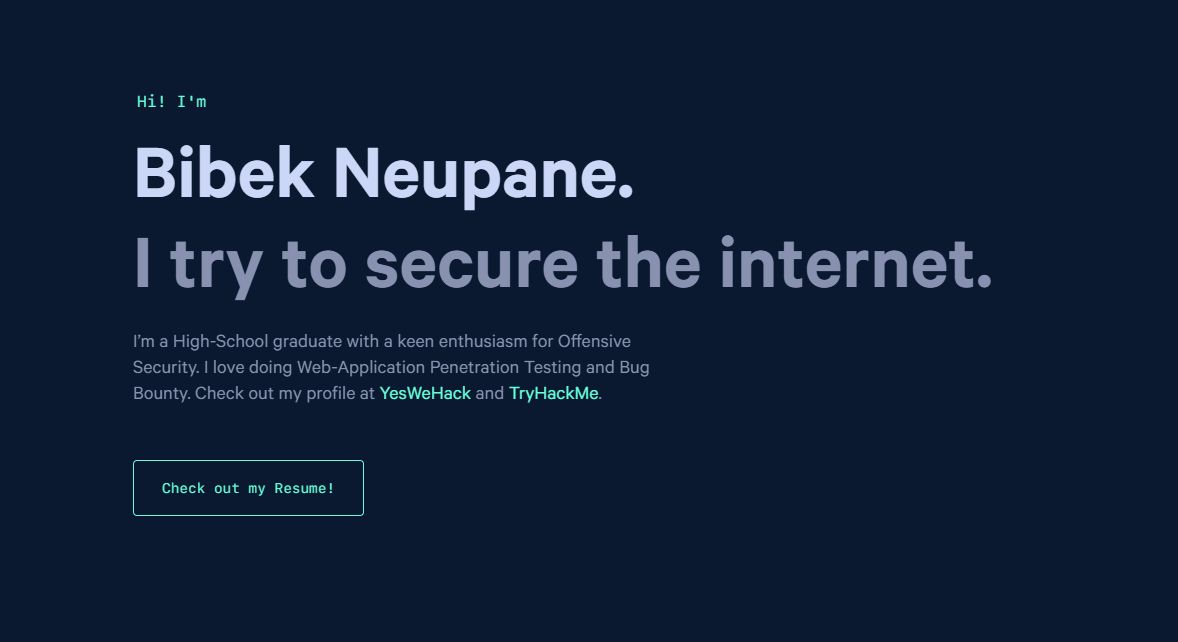 Hi! I'm
Bibek Neupane.
I try to secure the internet.
I’m a High-School graduate with a keen enthusiasm for Offensive
Security. I love doing Web-Application Penetration Testing and Bug
Bounty. Check out my profile at YesWeHack and TryHackMe.
Check out my Resume!